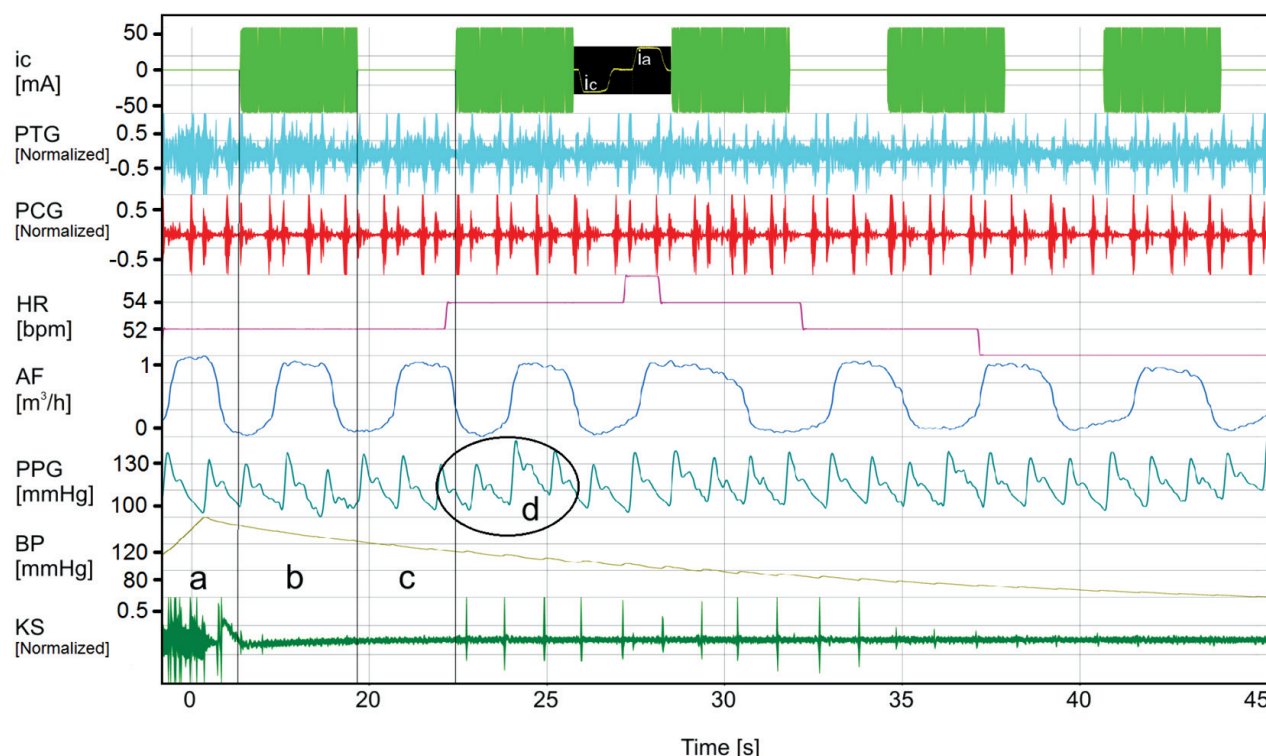 ic
[mA]
50
0
-50
ic
ia
PTG
[Normalized]
0.5
-0.5
PCG
[Normalized]
0.5
-0.5
HR
[bpm]
54
52
AF
[m³/h]
1
0
PPG
[mmHg]
130
100
d
BP
[mmHg]
120
80
a
b
c
KS
[Normalized]
0.5
0
20
25
30
35
40
45
Time [s]